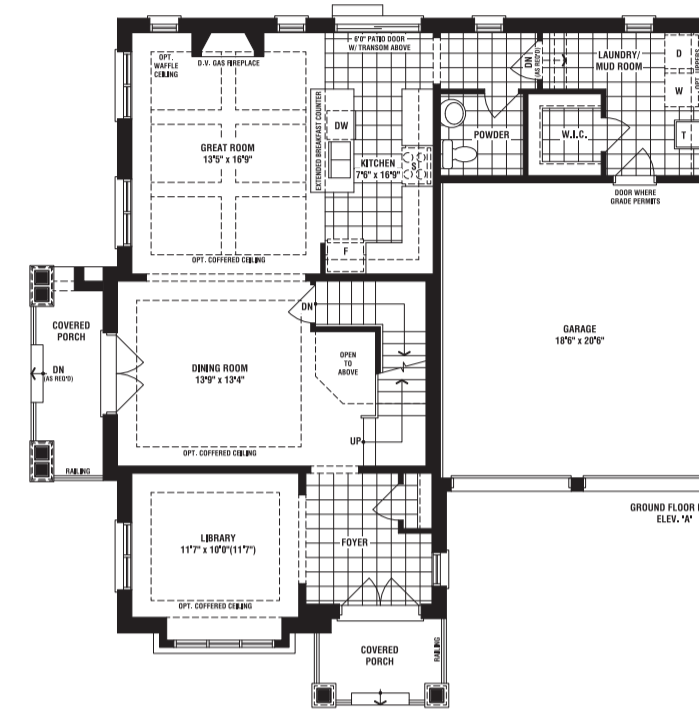 6'0" PATIO DOOR
W/ TRANSOM ABOVE
OPT.
WAFFLE
CEILING
D.V. GAS FIREPLACE
DN
(AS REQ'D)
LAUNDRY/
MUD ROOM
D
W
OPT. UPPERS
T
EXTENDED BREAKFAST COUNTER
DW
GREAT ROOM
13'5" x 16'9"
KITCHEN
7'6" x 16'9"
S
POWDER
W.I.C.
DOOR WHERE
GRADE PERMITS
F
OPT. COFFERED CEILING
COVERED
PORCH
DN
(AS REQ'D)
RAILING
DN
DINING ROOM
13'9" x 13'4"
OPEN
TO
ABOVE
UP
OPT. COFFERED CEILING
GARAGE
18'6" x 20'6"
GROUND FLOOR
ELEV. 'A'
LIBRARY
11'7" x 10'0"(11'7")
OPT. COFFERED CEILING
FOYER
COVERED
PORCH
RAILING